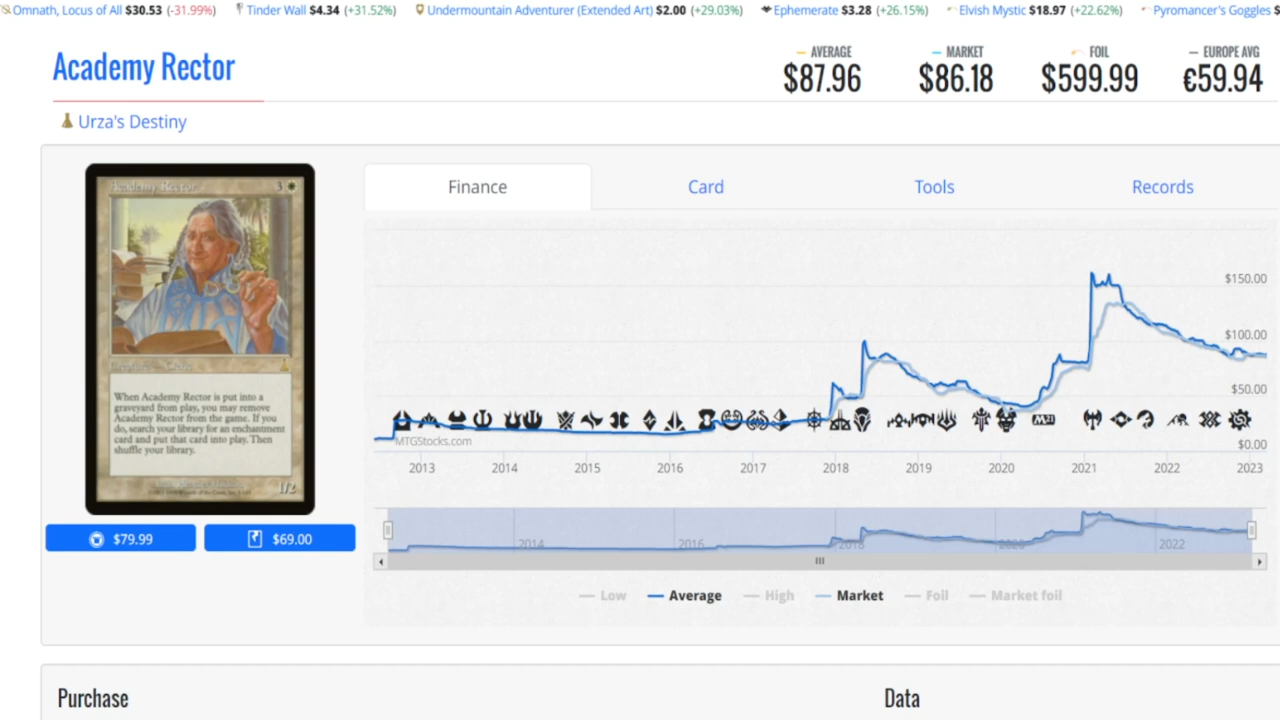 Omnath, Locus of All $30.53 (-31.99%) Tinder Wall $4.34 (+31.52%) Undermountain Adventurer (Extended Art) $2.00 (+29.03%) Ephemerate $3.28 (+26.15%) Elvish Mystic $18.97 (+22.62%) Pyromancer's Goggles $
Academy Rector
AVERAGE MARKET FOIL EUROPE AVG
$87.96 $86.18 $599.99 €59.94
Urza's Destiny
Finance Card Tools Records
Academy Rector 3
When Academy Rector is put into a
graveyard from play, you may remove
Academy Rector from the game. If you
do, search your library for an enchantment
card and put that card into play. Then
shuffle your library.
1/2
$79.99 $69.00
$150.00
$100.00
$50.00
$0.00
M21
MTGStocks.com
2013 2014 2015 2016 2017 2018 2019 2020 2021 2022 2023
2014 2016 2018 2020 2022
Low Average High Market Foil Market foil
Purchase Data